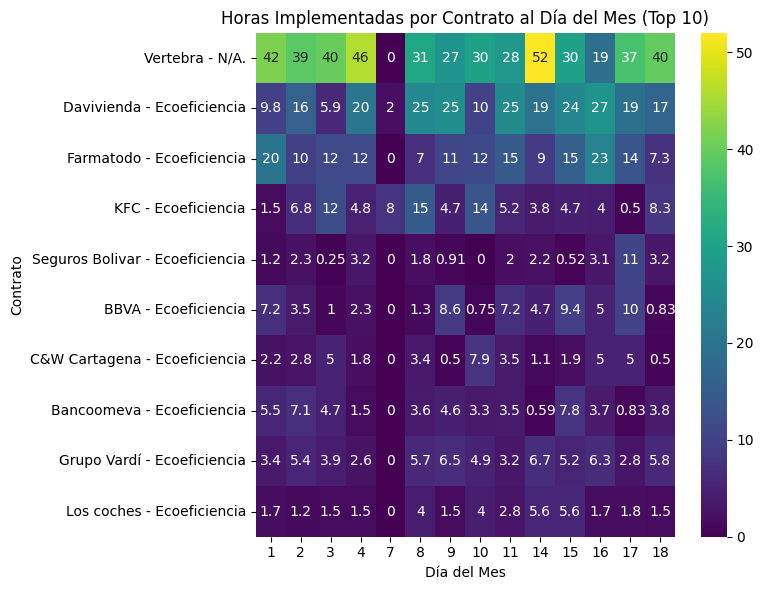 Horas Implementadas por Contrato al Día del Mes (Top 10)
Contrato
Vertebra - N/A. 42 39 40 46 0 31 27 30 28 52 30 19 37 40
Davivienda - Ecoeficiencia 9.8 16 5.9 20 2 25 25 10 25 19 24 27 19 17
Farmatodo - Ecoeficiencia 20 10 12 12 0 7 11 12 15 9 15 23 14 7.3
KFC - Ecoeficiencia 1.5 6.8 12 4.8 8 15 4.7 14 5.2 3.8 4.7 4 0.5 8.3
Seguros Bolivar - Ecoeficiencia 1.2 2.3 0.25 3.2 0 1.8 0.91 0 2 2.2 0.52 3.1 11 3.2
BBVA - Ecoeficiencia 7.2 3.5 1 2.3 0 1.3 8.6 0.75 7.2 4.7 9.4 5 10 0.83
C&W Cartagena - Ecoeficiencia 2.2 2.8 5 1.8 0 3.4 0.5 7.9 3.5 1.1 1.9 5 5 0.5
Bancoomeva - Ecoeficiencia 5.5 7.1 4.7 1.5 0 3.6 4.6 3.3 3.5 0.59 7.8 3.7 0.83 3.8
Grupo Vardí - Ecoeficiencia 3.4 5.4 3.9 2.6 0 5.7 6.5 4.9 3.2 6.7 5.2 6.3 2.8 5.8
Los coches - Ecoeficiencia 1.7 1.2 1.5 1.5 0 4 1.5 4 2.8 5.6 5.6 1.7 1.8 1.5
1 2 3 4 7 8 9 10 11 14 15 16 17 18
Día del Mes
50
40
30
20
10
0